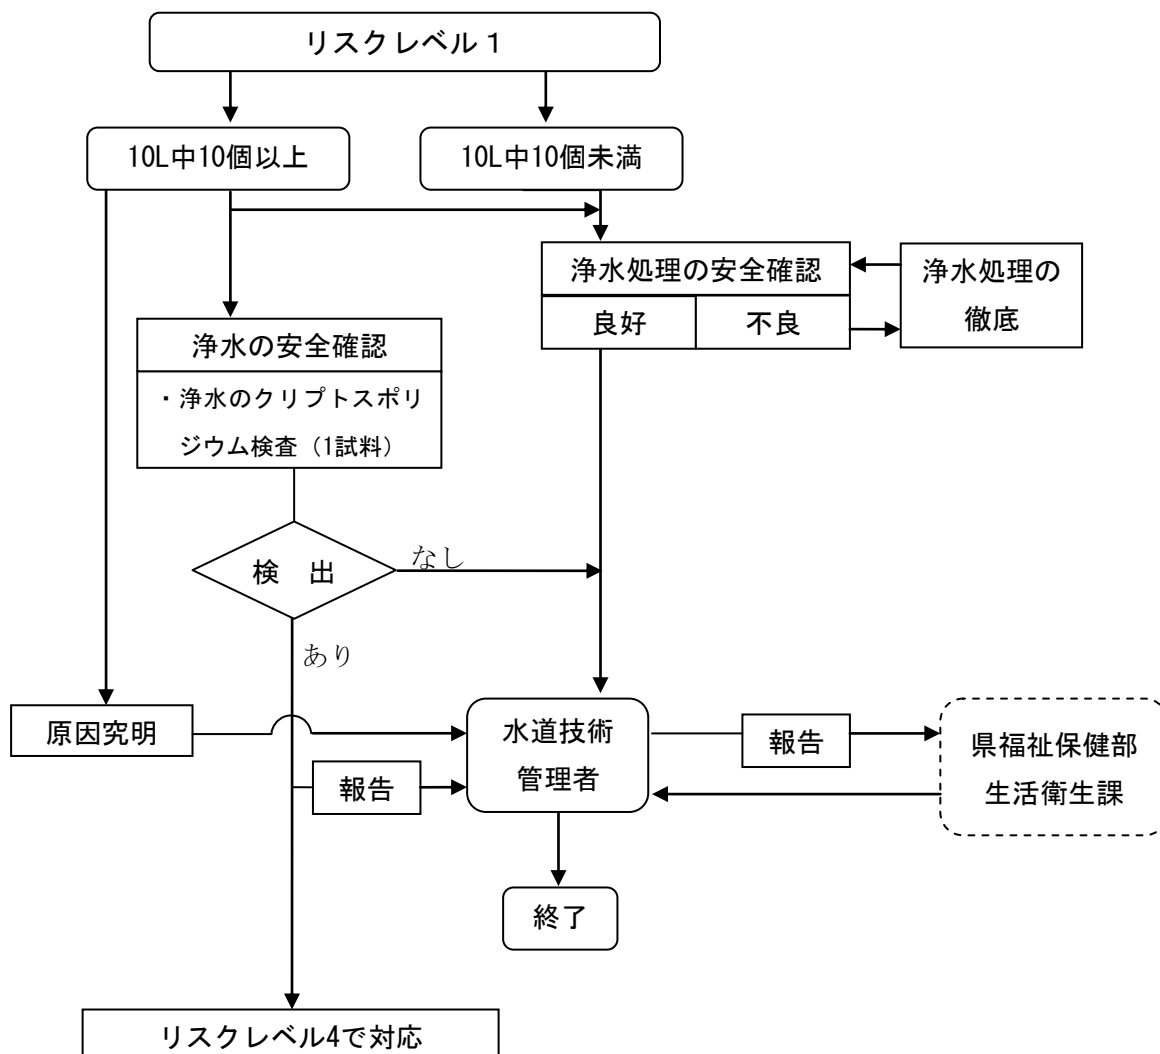 リスクレベル１
10L中10個以上
10L中10個未満
浄水処理の安全確認
良好
不良
浄水処理の
徹底
浄水の安全確認
・浄水のクリプトスポリ
ジウム検査（1試料）
検　出
なし
あり
原因究明
水道技術
管理者
報告
県福祉保健部
生活衛生課
報告
終了
リスクレベル4で対応